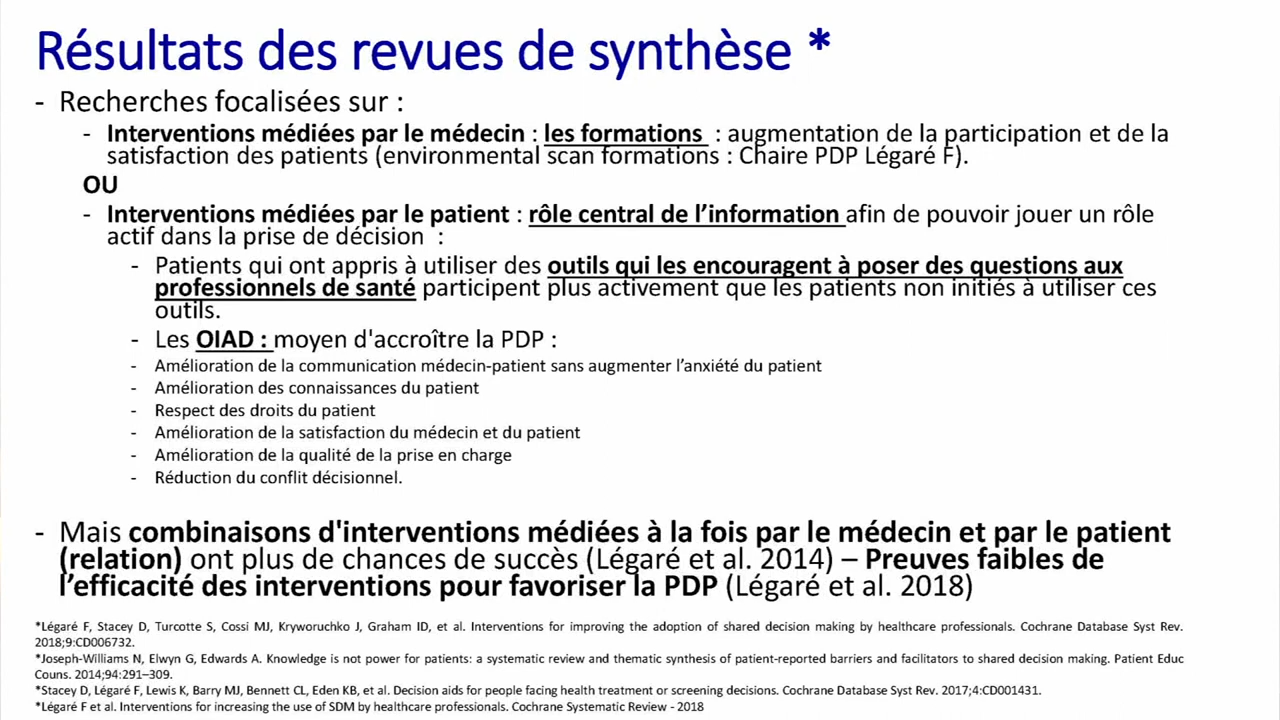 Résultats des revues de synthèse *
- Recherches focalisées sur :
- Interventions médiées par le médecin : les formations : augmentation de la participation et de la
satisfaction des patients (environmental scan formations : Chaire PDP Légaré F).
OU
- Interventions médiées par le patient : rôle central de l’information afin de pouvoir jouer un rôle
actif dans la prise de décision :
- Patients qui ont appris à utiliser des outils qui les encouragent à poser des questions aux
professionnels de santé participent plus activement que les patients non initiés à utiliser ces
outils.
- Les OIAD : moyen d'accroître la PDP :
- Amélioration de la communication médecin-patient sans augmenter l’anxiété du patient
- Amélioration des connaissances du patient
- Respect des droits du patient
- Amélioration de la satisfaction du médecin et du patient
- Amélioration de la qualité de la prise en charge
- Réduction du conflit décisionnel.
- Mais combinaisons d'interventions médiées à la fois par le médecin et par le patient
(relation) ont plus de chances de succès (Légaré et al. 2014) – Preuves faibles de
l’efficacité des interventions pour favoriser la PDP (Légaré et al. 2018)
*Légaré F, Stacey D, Turcotte S, Cossi MJ, Kryworuchko J, Graham ID, et al. Interventions for improving the adoption of shared decision making by healthcare professionals. Cochrane Database Syst Rev.
2018;9:CD006732.
*Joseph-Williams N, Elwyn G, Edwards A. Knowledge is not power for patients: a systematic review and thematic synthesis of patient-reported barriers and facilitators to shared decision making. Patient Educ
Couns. 2014;94:291–309.
*Stacey D, Légaré F, Lewis K, Barry MJ, Bennett CL, Eden KB, et al. Decision aids for people facing health treatment or screening decisions. Cochrane Database Syst Rev. 2017;4:CD001431.
*Légaré F et al. Interventions for increasing the use of SDM by healthcare professionals. Cochrane Systematic Review - 2018